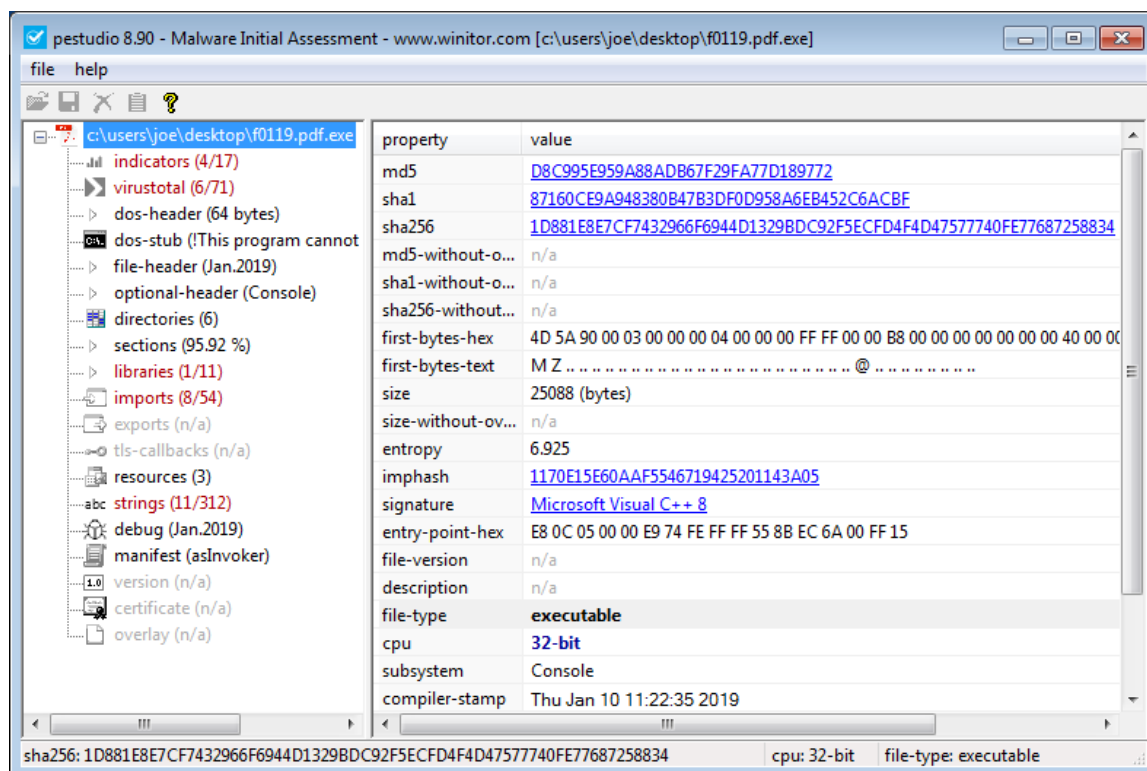 pestudio 8.90 - Malware Initial Assessment - www.winitor.com [c:\users\joe\desktop\f0119.pdf.exe]
file help
c:\users\joe\desktop\f0119.pdf.exe
indicators (4/17)
virustotal (6/71)
dos-header (64 bytes)
dos-stub (!This program cannot
file-header (Jan.2019)
optional-header (Console)
directories (6)
sections (95.92 %)
libraries (1/11)
imports (8/54)
exports (n/a)
tls-callbacks (n/a)
resources (3)
abc strings (11/312)
debug (Jan.2019)
manifest (asInvoker)
1.0 version (n/a)
certificate (n/a)
overlay (n/a)
property value
md5 D8C995E959A88ADB67F29FA77D189772
sha1 87160CE9A948380B47B3DF0D958A6EB452C6ACBF
sha256 1D881E8E7CF7432966F6944D1329BDC92F5ECFD4F4D47577740FE77687258834
md5-without-o... n/a
sha1-without-o... n/a
sha256-without... n/a
first-bytes-hex 4D 5A 90 00 03 00 00 00 04 00 00 00 FF FF 00 00 B8 00 00 00 00 00 00 00 40 00 00
first-bytes-text M Z .. .. .. .. .. .. .. .. .. .. .. .. .. .. .. .. .. .. .. .. .. .. @ .. .. .. .. .. .. .. ..
size 25088 (bytes)
size-without-ov... n/a
entropy 6.925
imphash 1170E15E60AAF5546719425201143A05
signature Microsoft Visual C++ 8
entry-point-hex E8 0C 05 00 00 E9 74 FE FF FF 55 8B EC 6A 00 FF 15
file-version n/a
description n/a
file-type executable
cpu 32-bit
subsystem Console
compiler-stamp Thu Jan 10 11:22:35 2019
sha256: 1D881E8E7CF7432966F6944D1329BDC92F5ECFD4F4D47577740FE77687258834 cpu: 32-bit file-type: executable